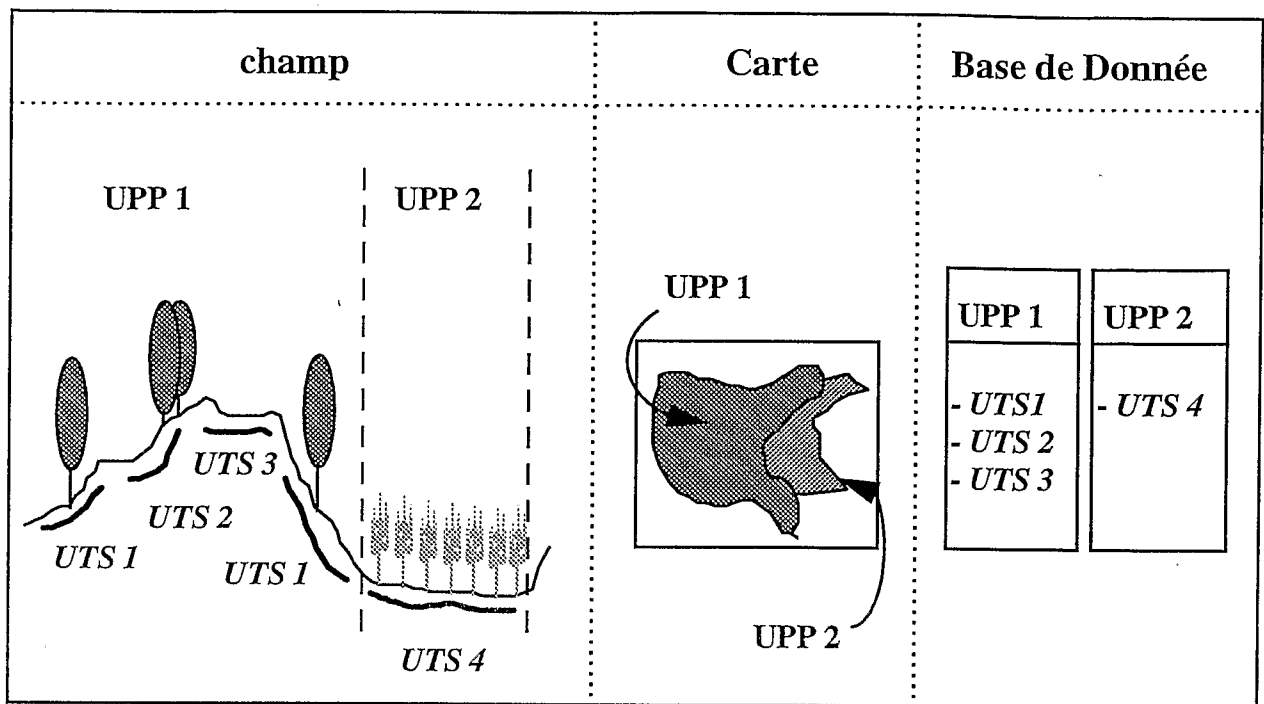 champ
Carte
Base de Donnée
UPP 1
UPP 2
UTS 3
UTS 2
UTS 1
UTS 1
UTS 4
UPP 1
UPP 2
UPP 1
- UTS1
- UTS 2
- UTS 3
UPP 2
- UTS 4